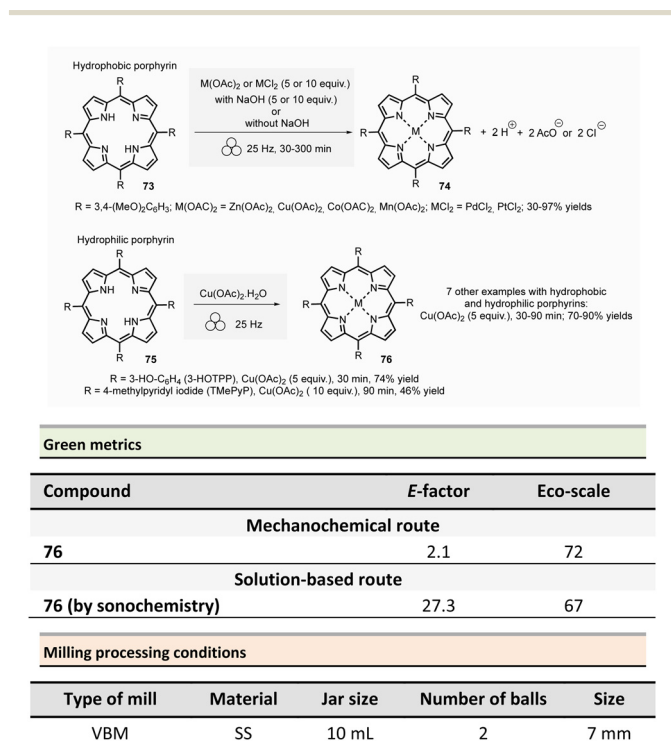 Hydrophobic porphyrin
R
M(OAc)2 or MCl2 (5 or 10 equiv.)
with NaOH (5 or 10 equiv.)
or
without NaOH
25 Hz, 30-300 min
NH N
R R
N HN
R
73
R
N N
R M R
N N
R
74
+ 2 H⊕ + 2 AcO⊖ or 2 Cl⊖
R = 3,4-(MeO)2C6H3; M(OAC)2 = Zn(OAc)2, Cu(OAc)2, Co(OAC)2, Mn(OAc)2; MCl2 = PdCl2, PtCl2; 30-97% yields
Hydrophilic porphyrin
R
NH N
R R
N HN
R
75
Cu(OAc)2.H2O
25 Hz
R
N N
R M R
N N
R
76
7 other examples with hydrophobic
and hydrophilic porphyrins:
Cu(OAc)2 (5 equiv.), 30-90 min; 70-90% yields
R = 3-HO-C6H4 (3-HOTPP), Cu(OAc)2 (5 equiv.), 30 min, 74% yield
R = 4-methylpyridyl iodide (TMePyP), Cu(OAc)2 ( 10 equiv.), 90 min, 46% yield
Green metrics
Compound E-factor Eco-scale
Mechanochemical route
76 2.1 72
Solution-based route
76 (by sonochemistry) 27.3 67
Milling processing conditions
Type of mill Material Jar size Number of balls Size
VBM SS 10 mL 2 7 mm